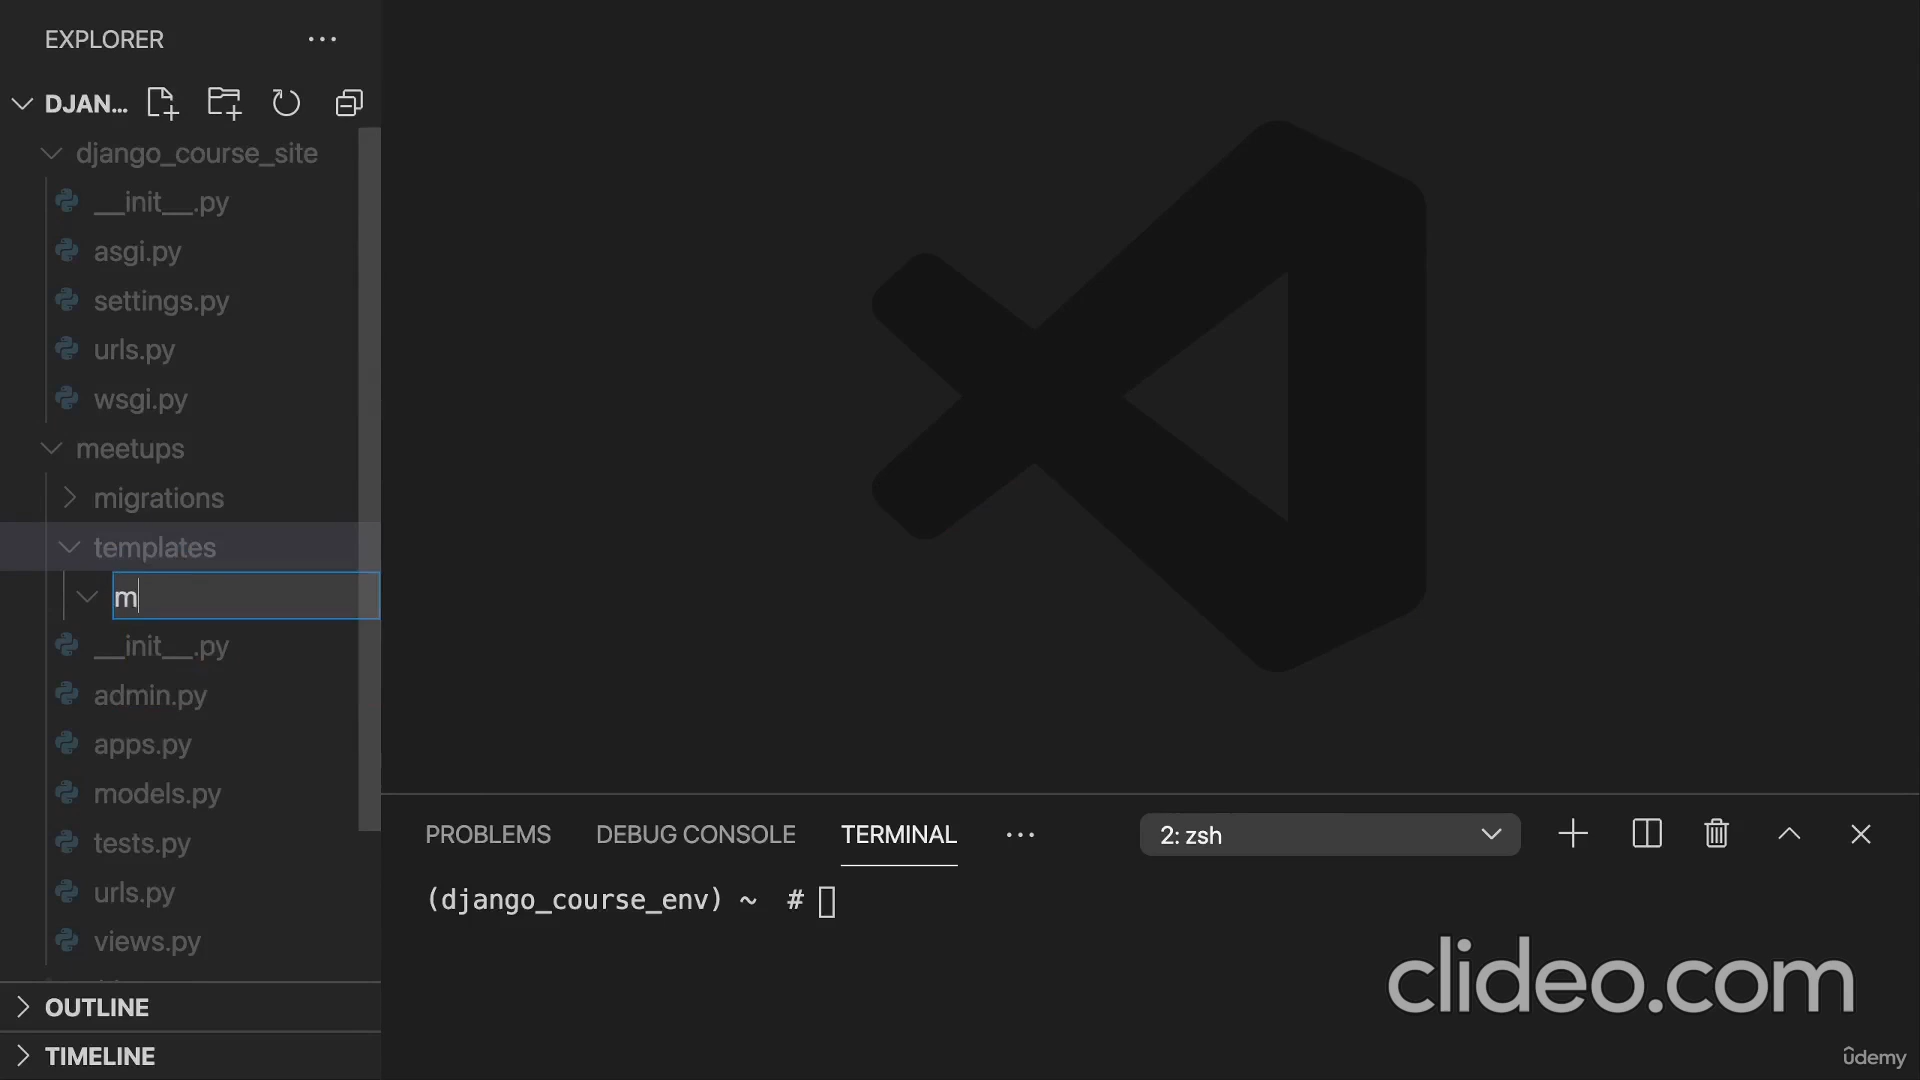 EXPLORER
DJAN...
django_course_site
__init__.py
asgi.py
settings.py
urls.py
wsgi.py
meetups
migrations
templates
m
__init__.py
admin.py
apps.py
models.py
tests.py
urls.py
views.py
OUTLINE
TIMELINE
PROBLEMS DEBUG CONSOLE TERMINAL 2: zsh
(django_course_env) ~ #
clideo.com
ûdemy